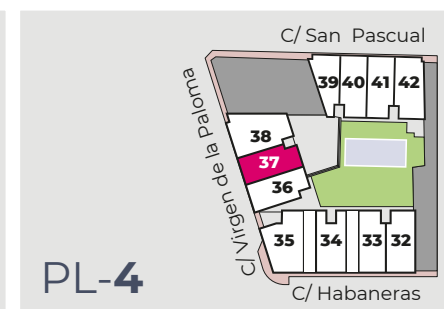 C/ San Pascual
39 40 41 42
C/ Virgen de la Paloma
38
37
36
35 34 33 32
PL-4
C/ Habaneras